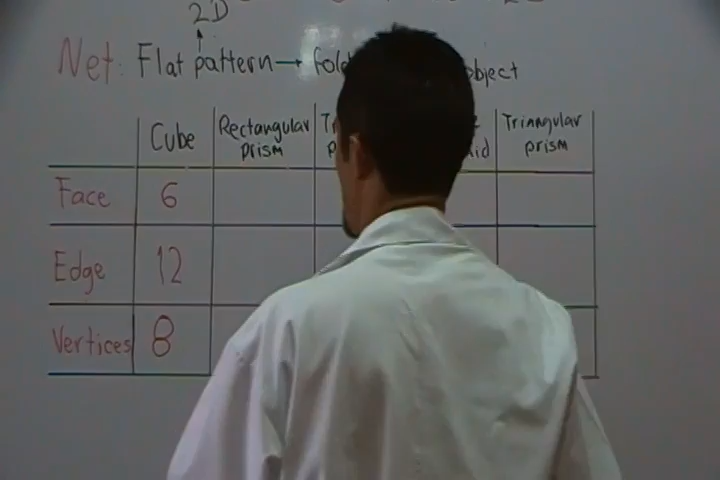 2D
Net: Flat pattern → fold object
Cube Rectangular prism Triangular prism
Face 6
Edge 12
Vertices 8